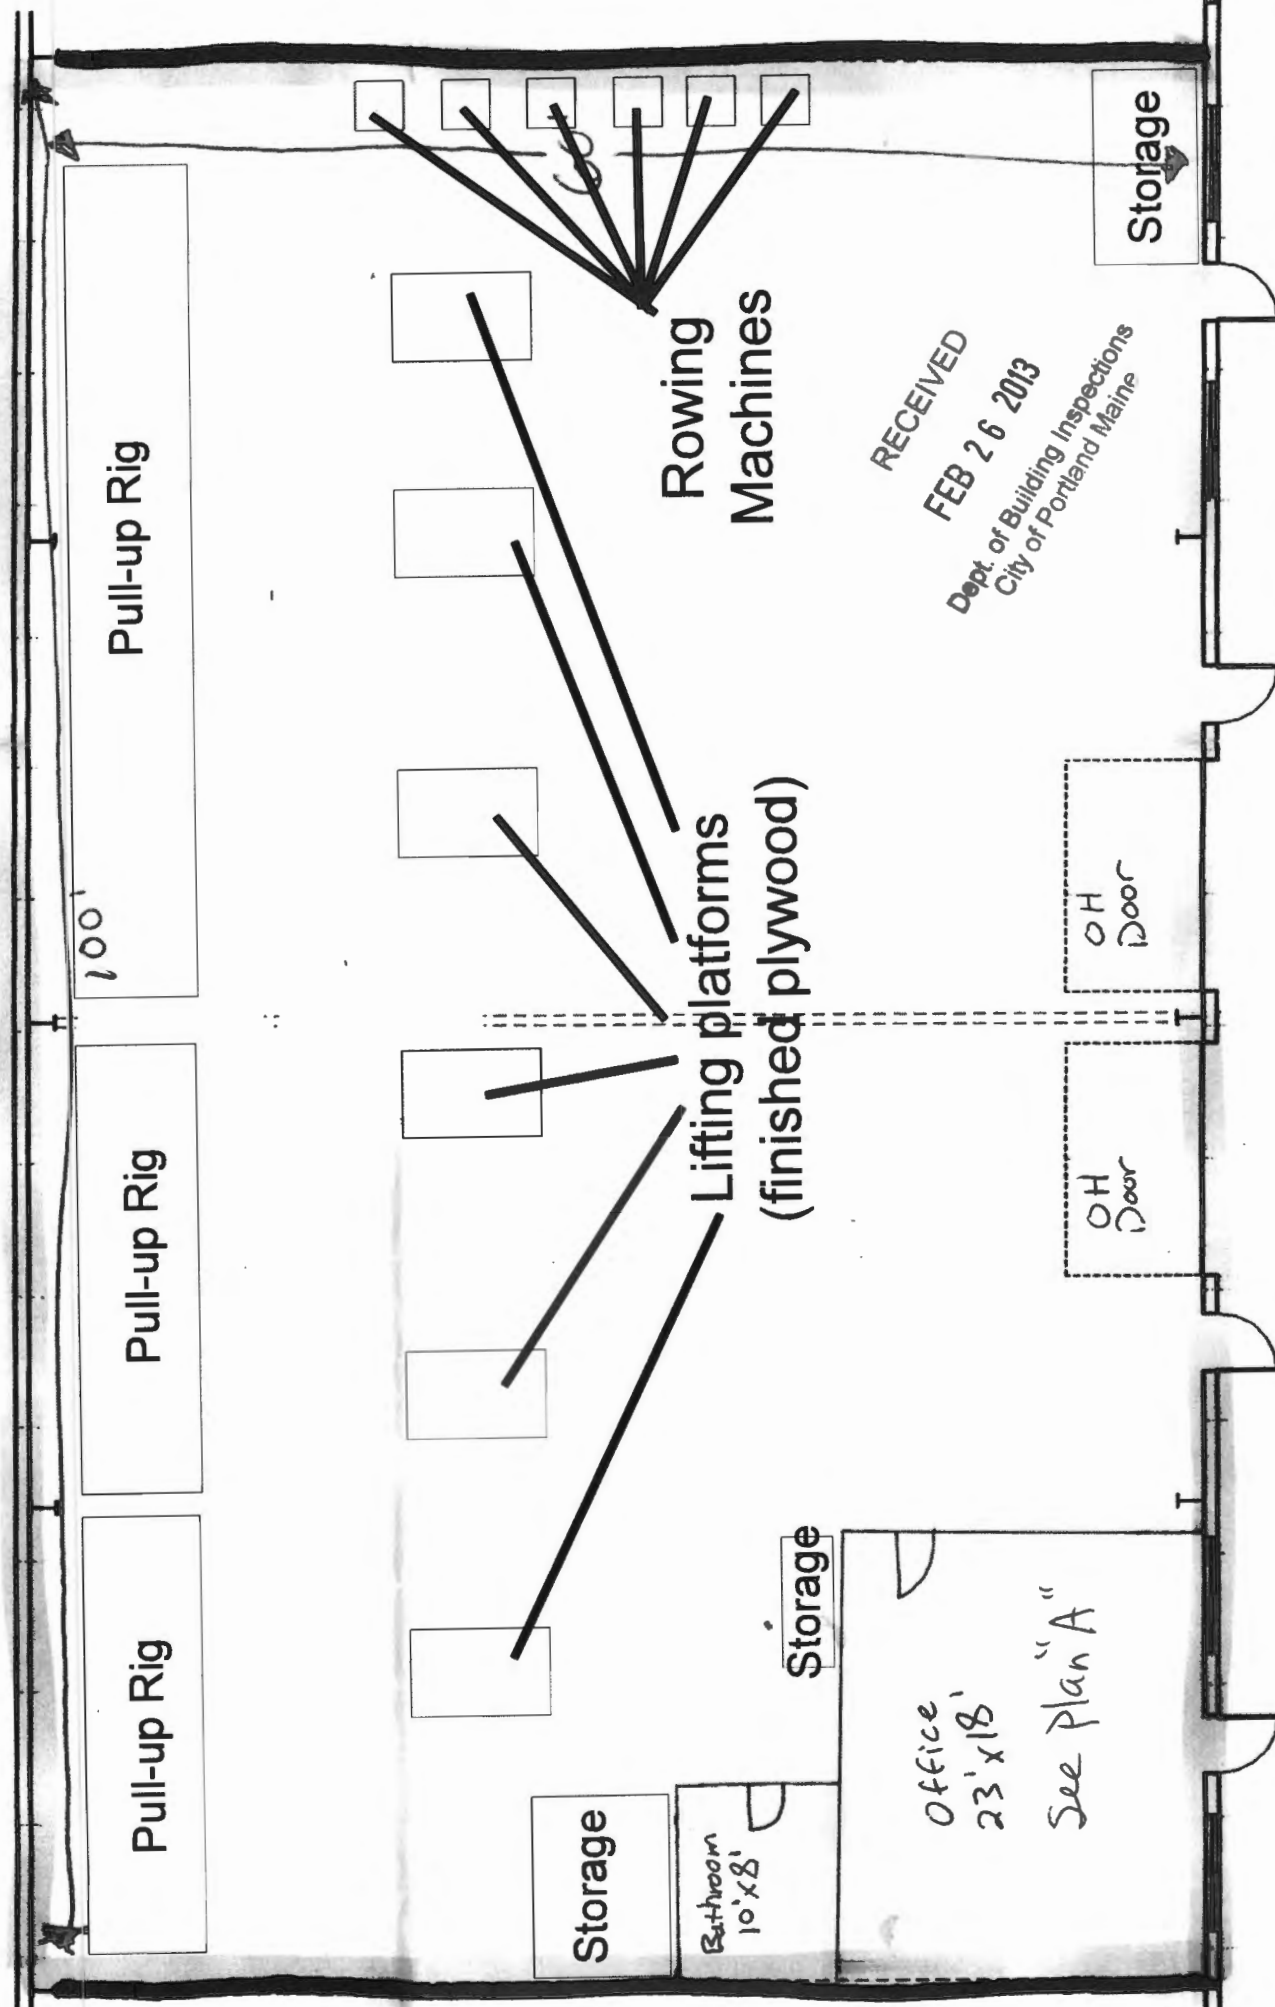 Pull-up Rig
Pull-up Rig
100'
Pull-up Rig
60'
Storage
Bathroom
10'x8'
Storage
Lifting platforms
(finished plywood)
Rowing
Machines
Office
23'x18'
See plan "A"
OH
Door
OH
Door
RECEIVED
FEB 26 2013
Dept. of Building Inspections
City of Portland Maine
Storage